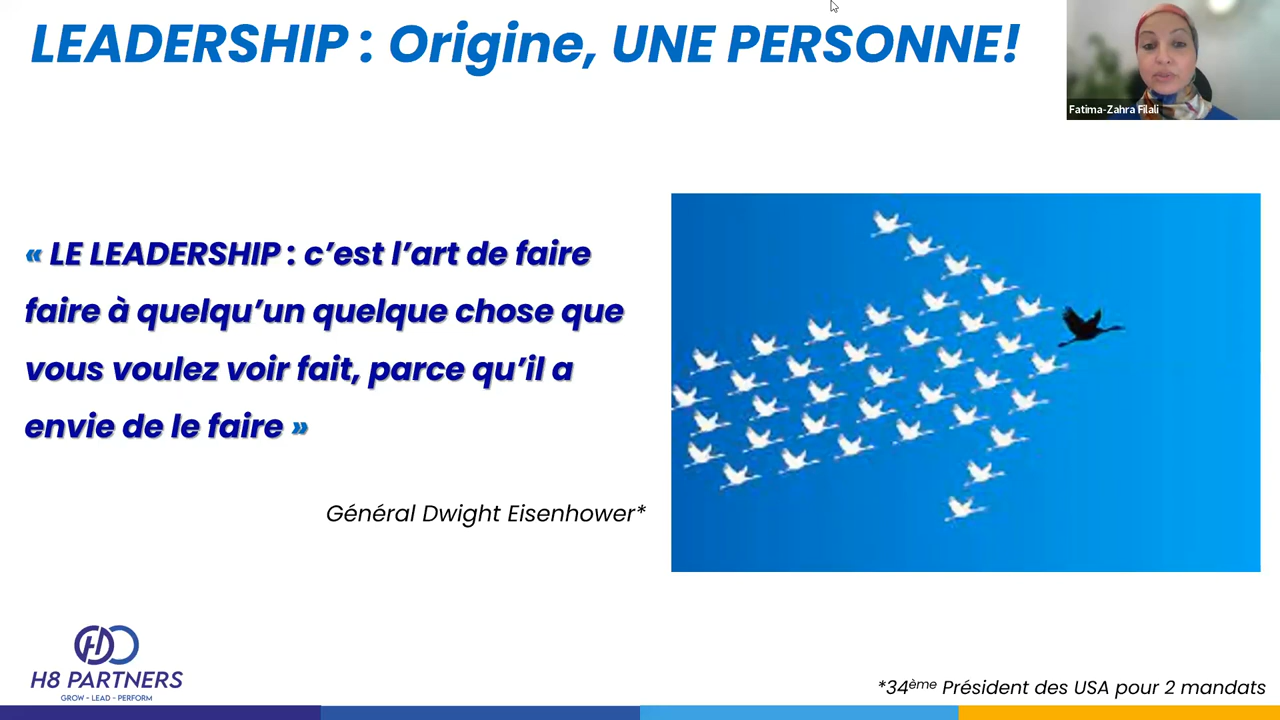 LEADERSHIP : Origine, UNE PERSONNE!
Fatima-Zahra Filali
« LE LEADERSHIP : c’est l’art de faire
faire à quelqu’un quelque chose que
vous voulez voir fait, parce qu’il a
envie de le faire »
Général Dwight Eisenhower*
H8 PARTNERS
GROW - LEAD - PERFORM
*34ème Président des USA pour 2 mandats